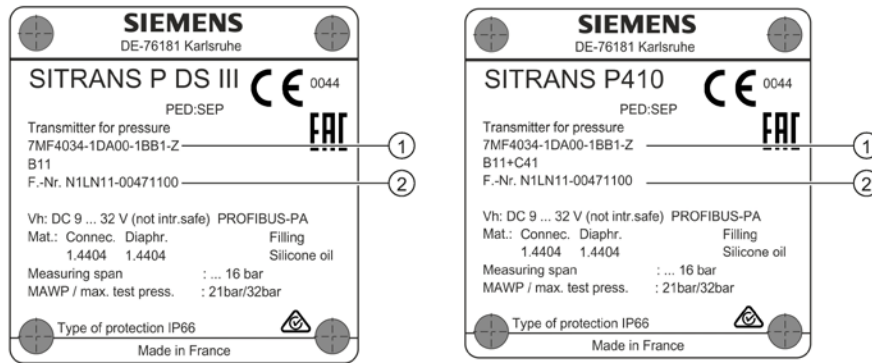 SIEMENS
DE-76181 Karlsruhe
SITRANS P DS III CE 0044
PED:SEP
Transmitter for pressure EAC
7MF4034-1DA00-1BB1-Z 1
B11
F.-Nr. N1LN11-00471100 2
Vh: DC 9 ... 32 V (not intr.safe) PROFIBUS-PA
Mat.: Connec. Diaphr. Filling
1.4404 1.4404 Silicone oil
Measuring span : ... 16 bar
MAWP / max. test press. : 21bar/32bar
Type of protection IP66
Made in France
SIEMENS
DE-76181 Karlsruhe
SITRANS P410 CE 0044
PED:SEP
Transmitter for pressure EAC
7MF4034-1DA00-1BB1-Z 1
B11+C41
F.-Nr. N1LN11-00471100 2
Vh: DC 9 ... 32 V (not intr.safe) PROFIBUS-PA
Mat.: Connec. Diaphr. Filling
1.4404 1.4404 Silicone oil
Measuring span : ... 16 bar
MAWP / max. test press. : 21bar/32bar
Type of protection IP66
Made in France